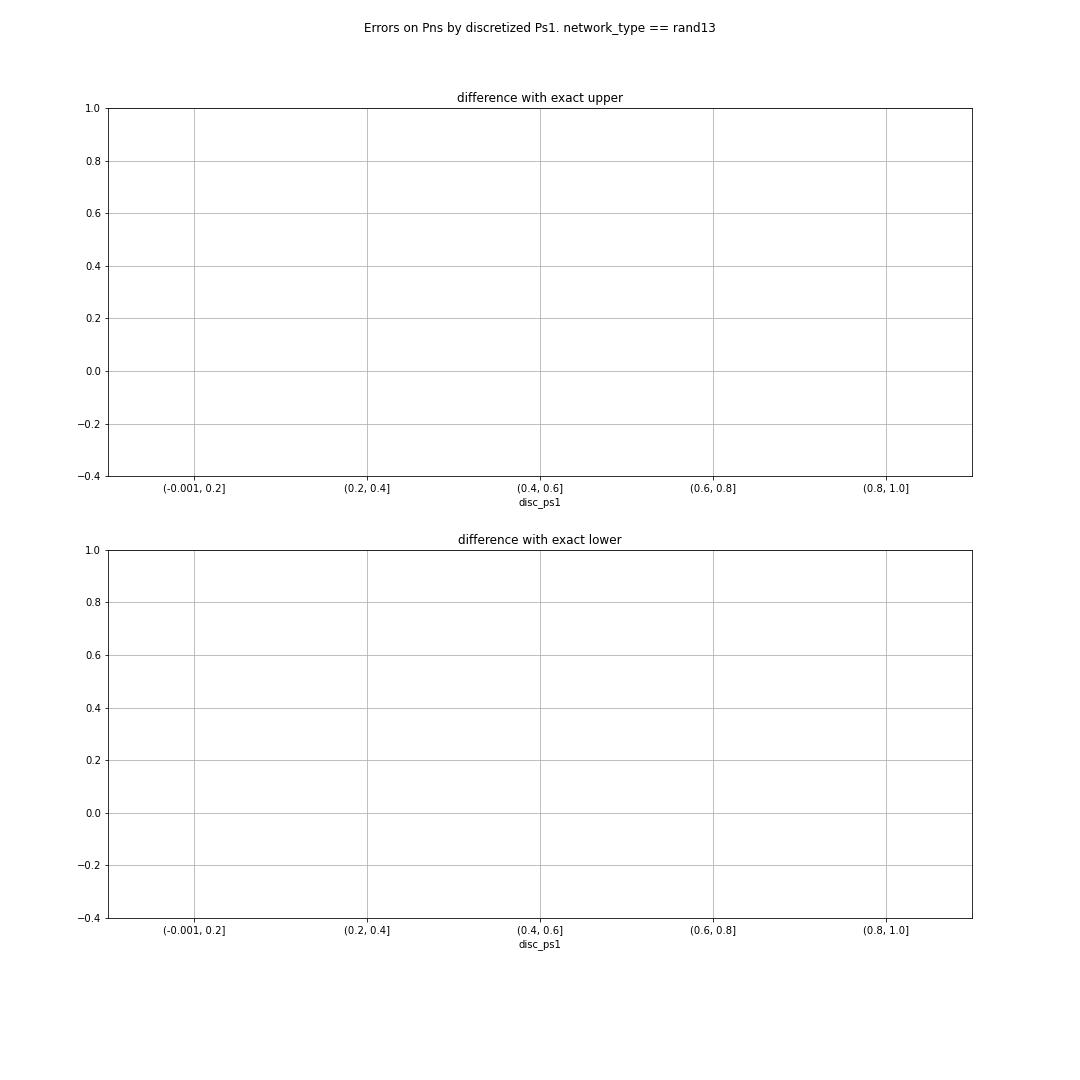 Errors on Pns by discretized Ps1. network_type == rand13
difference with exact upper
1.0
0.8
0.6
0.4
0.2
0.0
−0.2
−0.4
(-0.001, 0.2] (0.2, 0.4] (0.4, 0.6] (0.6, 0.8] (0.8, 1.0]
disc_ps1
difference with exact lower
1.0
0.8
0.6
0.4
0.2
0.0
−0.2
−0.4
(-0.001, 0.2] (0.2, 0.4] (0.4, 0.6] (0.6, 0.8] (0.8, 1.0]
disc_ps1